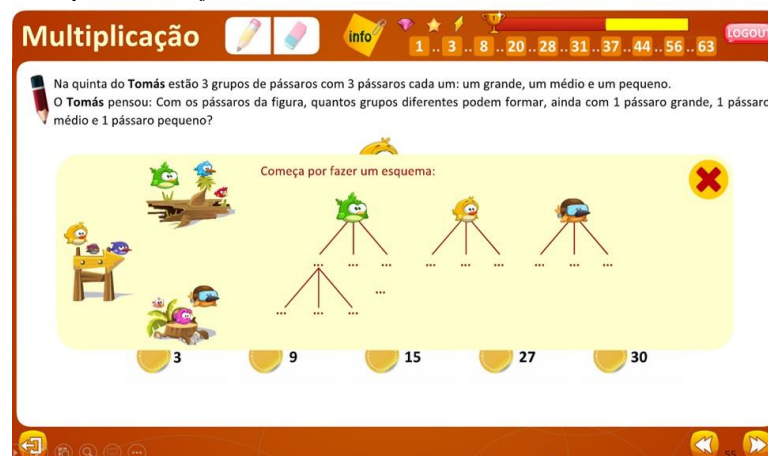 Multiplicação
info
1 .. 3 .. 8 .. 20 .. 28 .. 31 .. 37 .. 44 .. 56 .. 63
LOGOUT
Na quinta do Tomás estão 3 grupos de pássaros com 3 pássaros cada um: um grande, um médio e um pequeno.
O Tomás pensou: Com os pássaros da figura, quantos grupos diferentes podem formar, ainda com 1 pássaro grande, 1 pássaro
médio e 1 pássaro pequeno?
Começa por fazer um esquema:
... ... ... ... ... ... ... ... ...
...
... ... ...
3 9 15 27 30
55